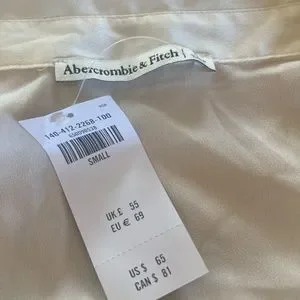 Abercrombie & Fitch
140-412-2268-100
SMALL
UK £ 55
EU € 69
US $ 65
CAN $ 81